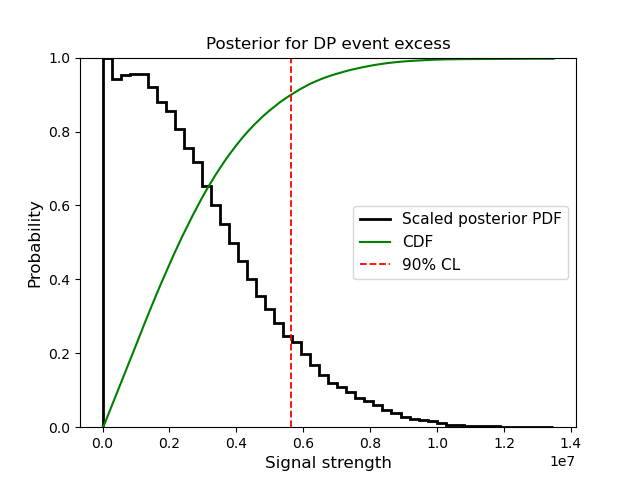 Posterior for DP event excess
1.0
0.8
0.6
0.4
0.2
0.0
Probability
Scaled posterior PDF
CDF
90% CL
0.0 0.2 0.4 0.6 0.8 1.0 1.2 1.4
1e7
Signal strength